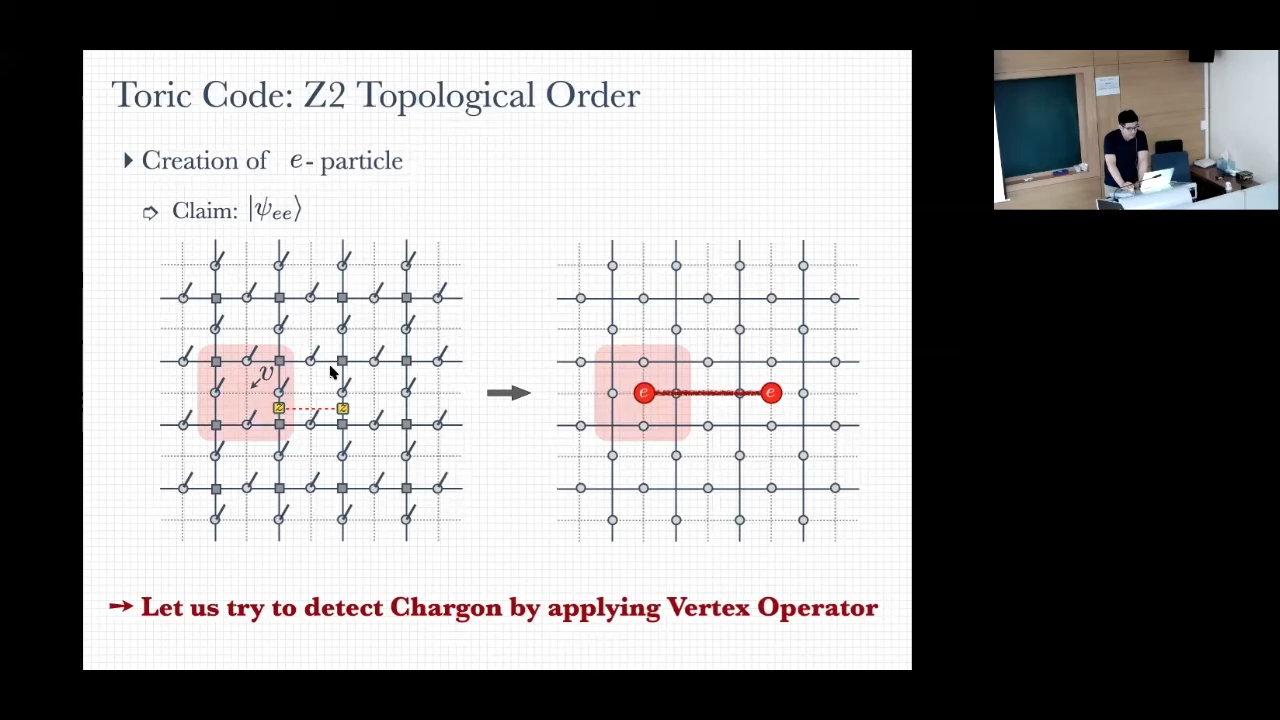 Toric Code: Z2 Topological Order
Creation of e- particle
Claim: |ψee⟩
v
z z
e e
Let us try to detect Chargon by applying Vertex Operator